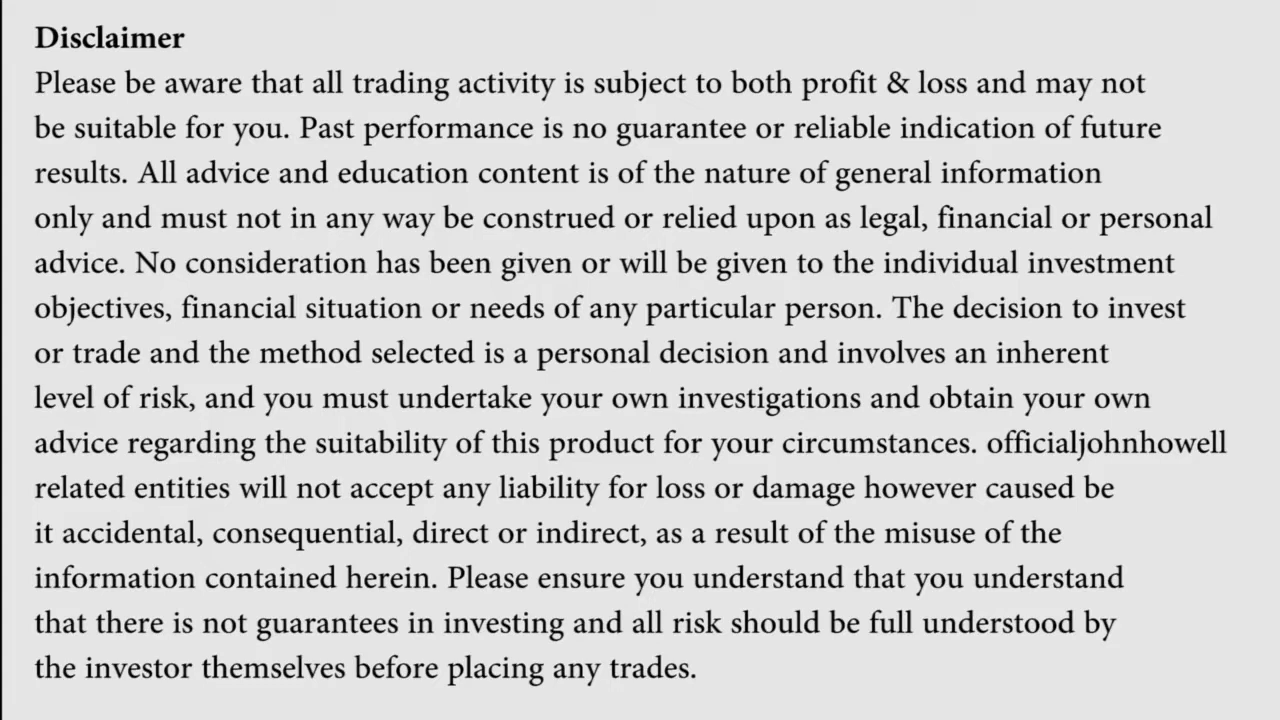 Disclaimer
Please be aware that all trading activity is subject to both profit & loss and may not
be suitable for you. Past performance is no guarantee or reliable indication of future
results. All advice and education content is of the nature of general information
only and must not in any way be construed or relied upon as legal, financial or personal
advice. No consideration has been given or will be given to the individual investment
objectives, financial situation or needs of any particular person. The decision to invest
or trade and the method selected is a personal decision and involves an inherent
level of risk, and you must undertake your own investigations and obtain your own
advice regarding the suitability of this product for your circumstances. officialjohnhowell
related entities will not accept any liability for loss or damage however caused be
it accidental, consequential, direct or indirect, as a result of the misuse of the
information contained herein. Please ensure you understand that you understand
that there is not guarantees in investing and all risk should be full understood by
the investor themselves before placing any trades.